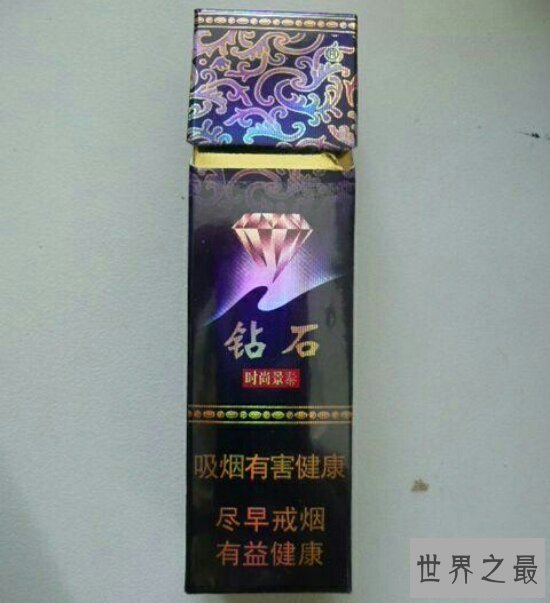 钻石
时尚景泰
吸烟有害健康
尽早戒烟
有益健康
世界之最